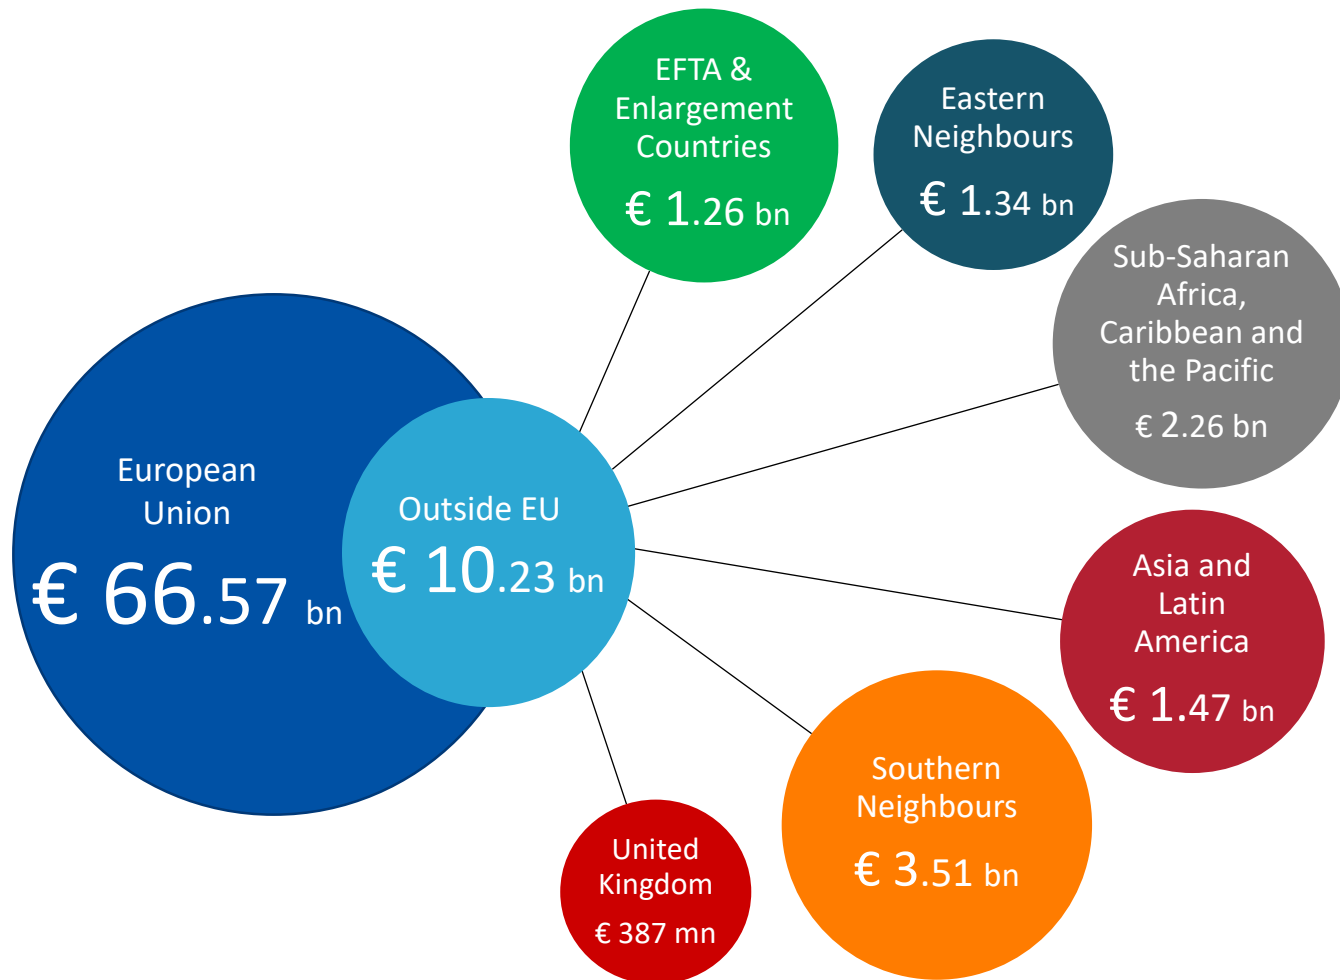 European
Union
€ 66.57 bn
Outside EU
€ 10.23 bn
EFTA &
Enlargement
Countries
€ 1.26 bn
Eastern
Neighbours
€ 1.34 bn
Sub-Saharan
Africa,
Caribbean and
the Pacific
€ 2.26 bn
Asia and
Latin
America
€ 1.47 bn
Southern
Neighbours
€ 3.51 bn
United
Kingdom
€ 387 mn